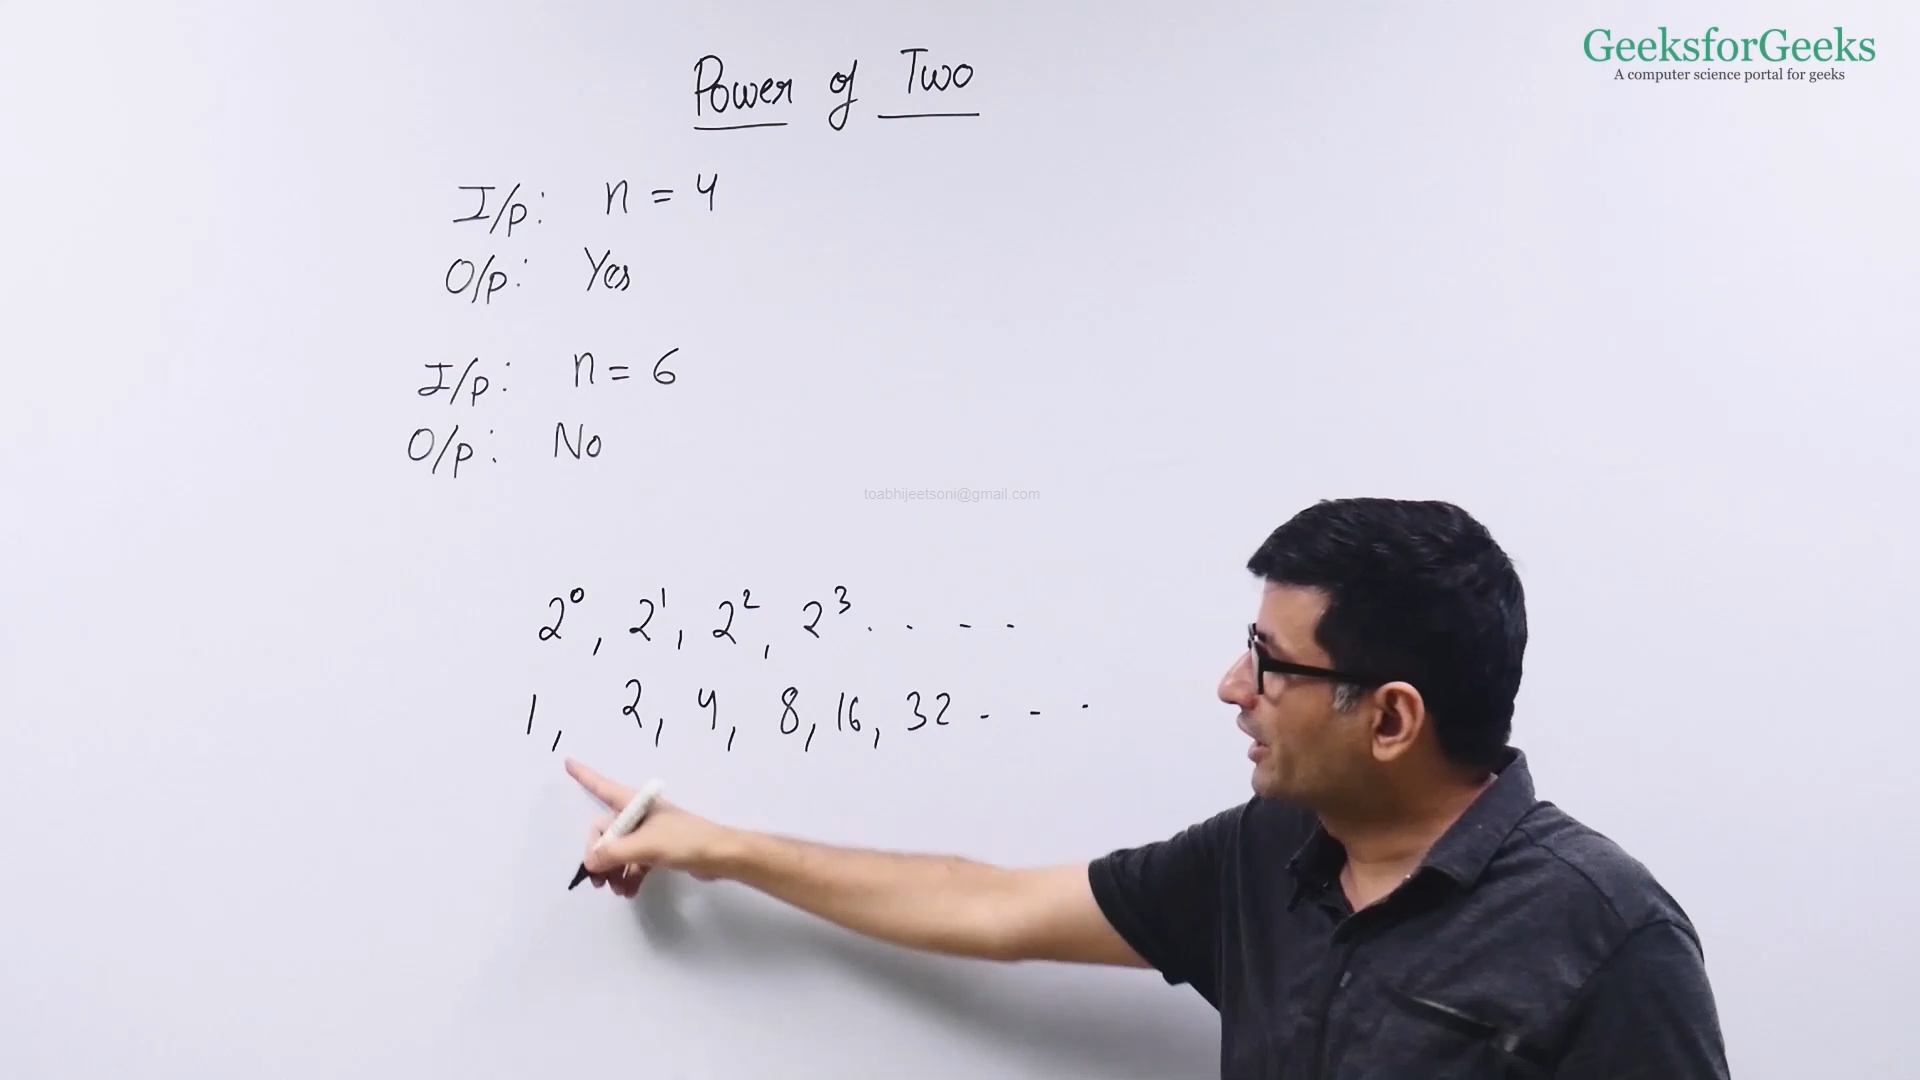 GeeksforGeeks
A computer science portal for geeks
Power of Two
I/p: n = 4
O/p: Yes
I/p: n = 6
O/p: No
toabhijeetsoni@gmail.com
2⁰, 2¹, 2², 2³. . - -
1, 2, 4, 8, 16, 32 - - .